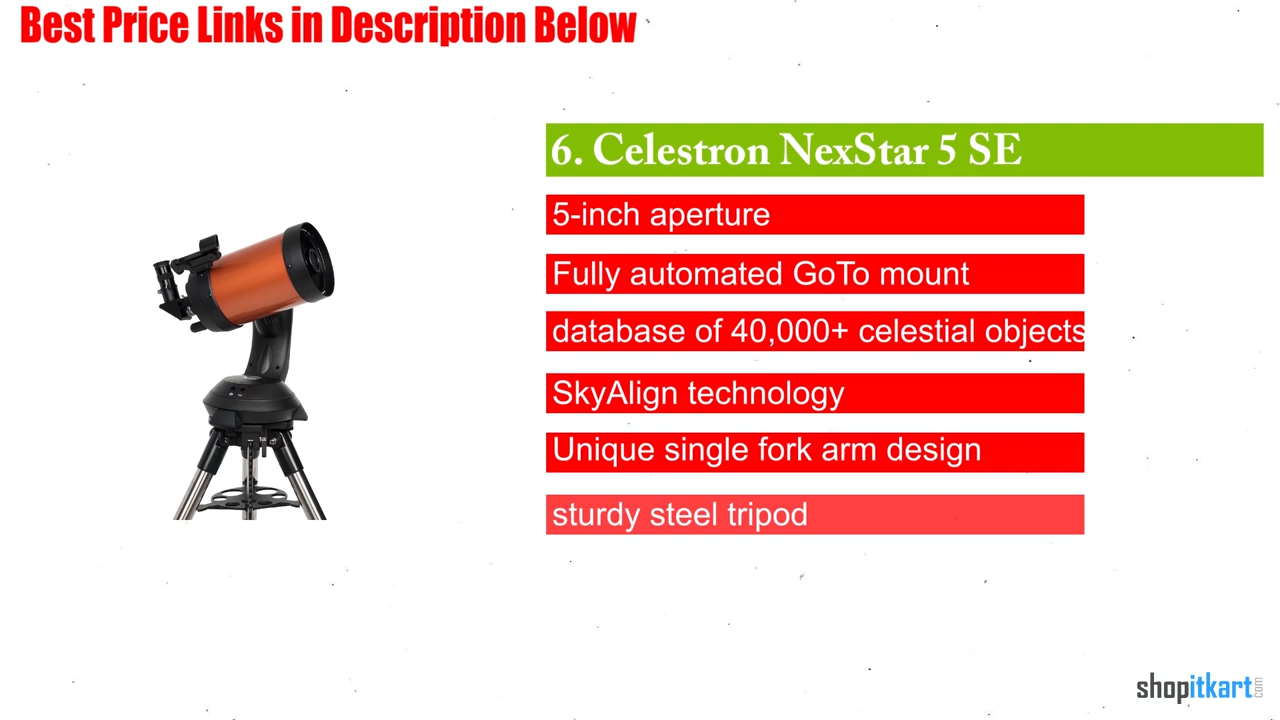 Best Price Links in Description Below
6. Celestron NexStar 5 SE
5-inch aperture
Fully automated GoTo mount
database of 40,000+ celestial objects
SkyAlign technology
Unique single fork arm design
sturdy steel tripod
shopitkart.com